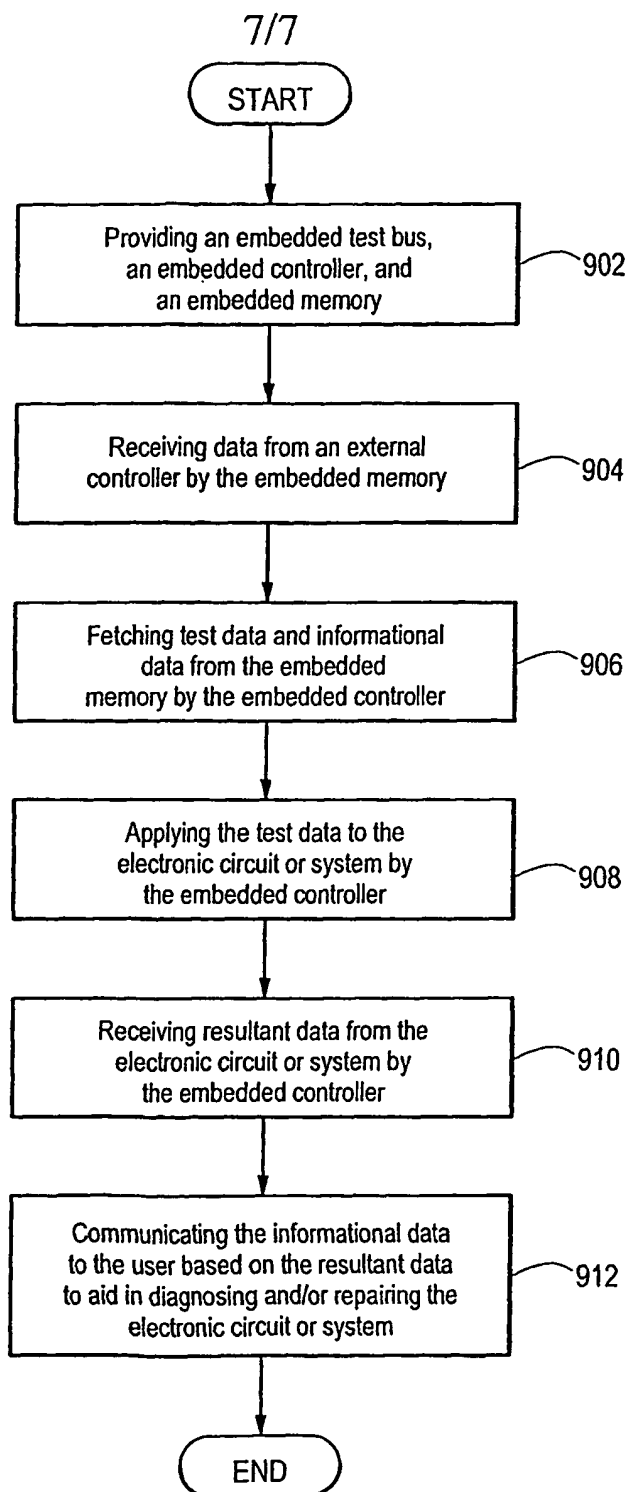 7/7
START
Providing an embedded test bus,
an embedded controller, and
an embedded memory
902
Receiving data from an external
controller by the embedded memory
904
Fetching test data and informational
data from the embedded
memory by the embedded controller
906
Applying the test data to the
electronic circuit or system by
the embedded controller
908
Receiving resultant data from the
electronic circuit or system by
the embedded controller
910
Communicating the informational data
to the user based on the resultant data
to aid in diagnosing and/or repairing the
electronic circuit or system
912
END